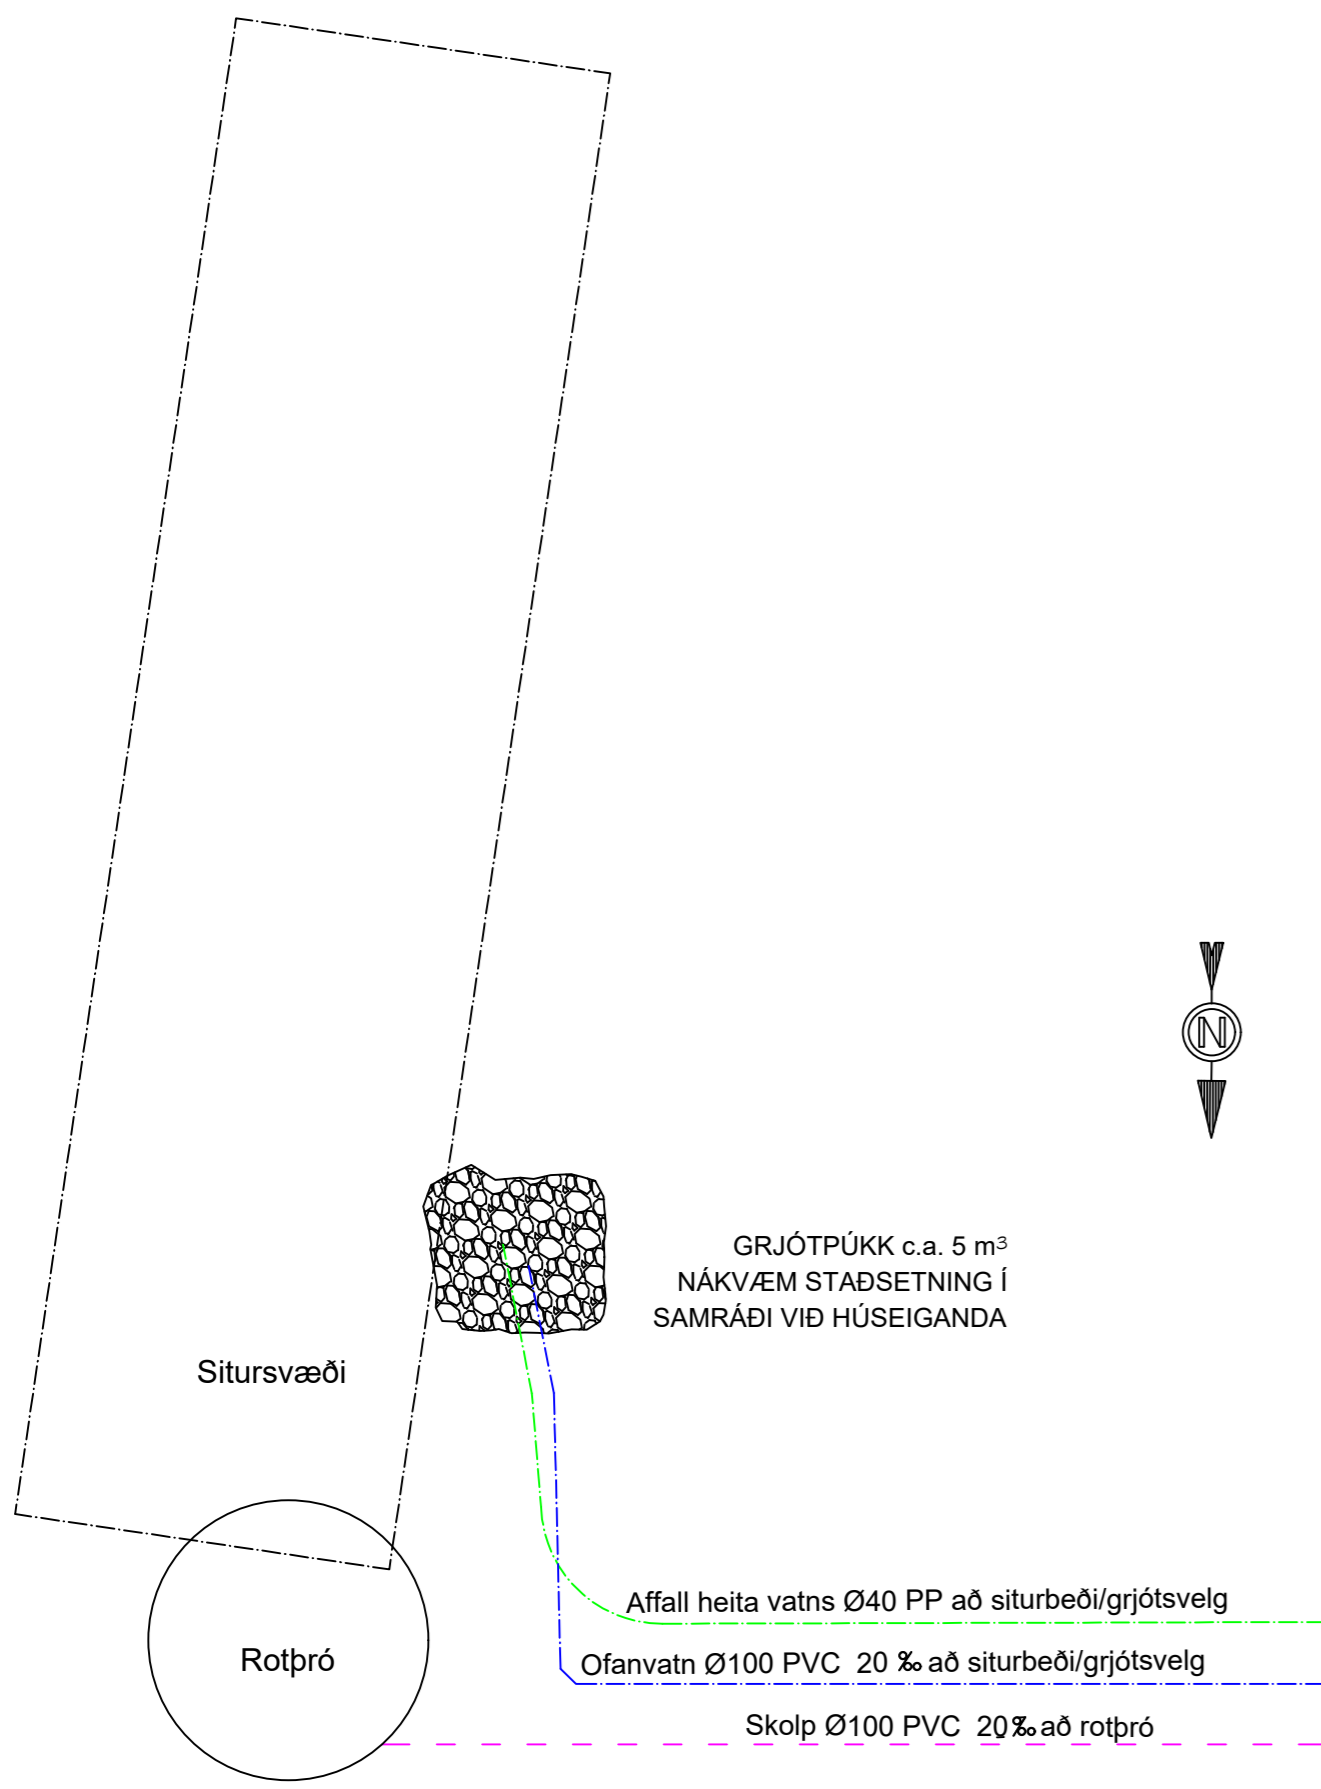 N
GRJÓTPÚKK c.a. 5 m³
NÁKVÆM STAÐSETNING Í
SAMRÁÐI VIÐ HÚSEIGANDA
Sitursvæði
Affall heita vatns Ø40 PP að siturbeði/grjótsvelg
Rotþró
Ofanvatn Ø100 PVC 20 ‰ að siturbeði/grjótsvelg
Skolp Ø100 PVC 20‰ að rotþró